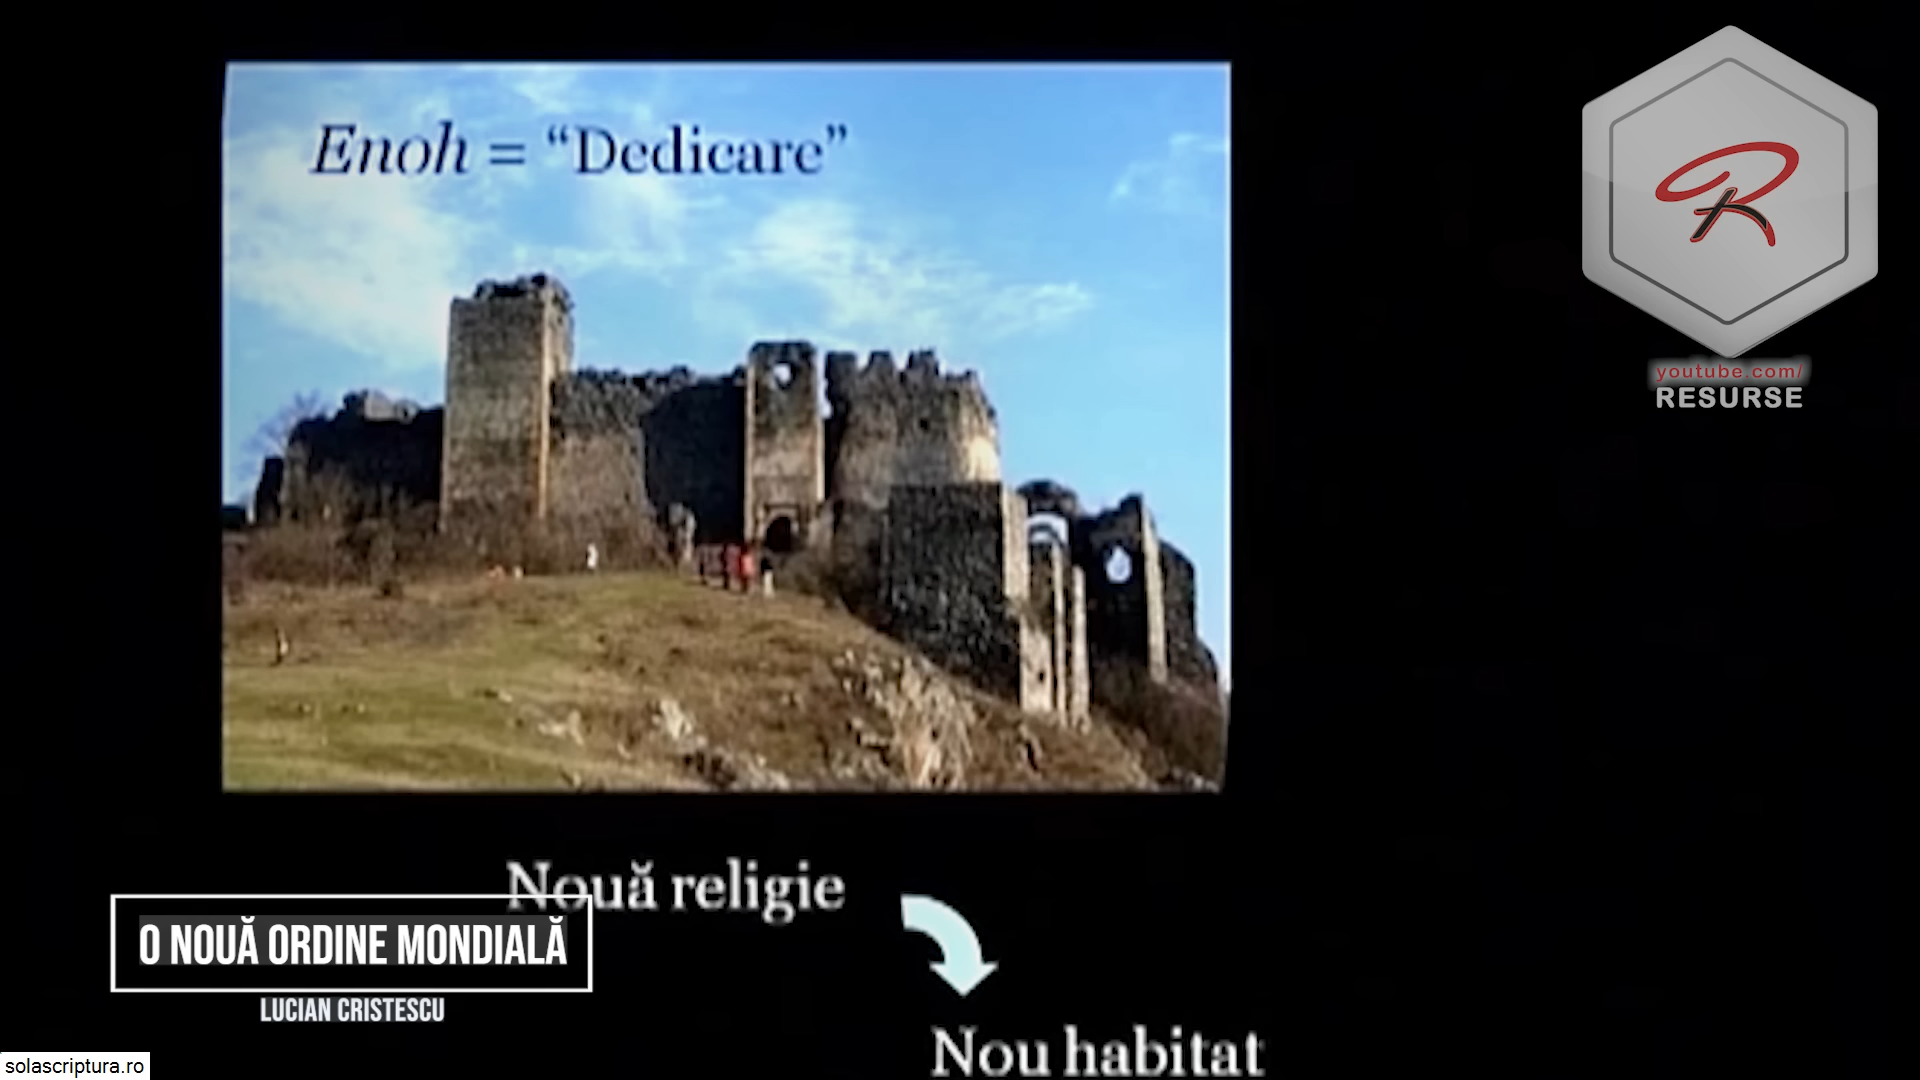 Enoh = “Dedicare”
youtube.com/
RESURSE
Nouă religie
O NOUĂ ORDINE MONDIALĂ
LUCIAN CRISTESCU
Nou habitat
solascriptura.ro